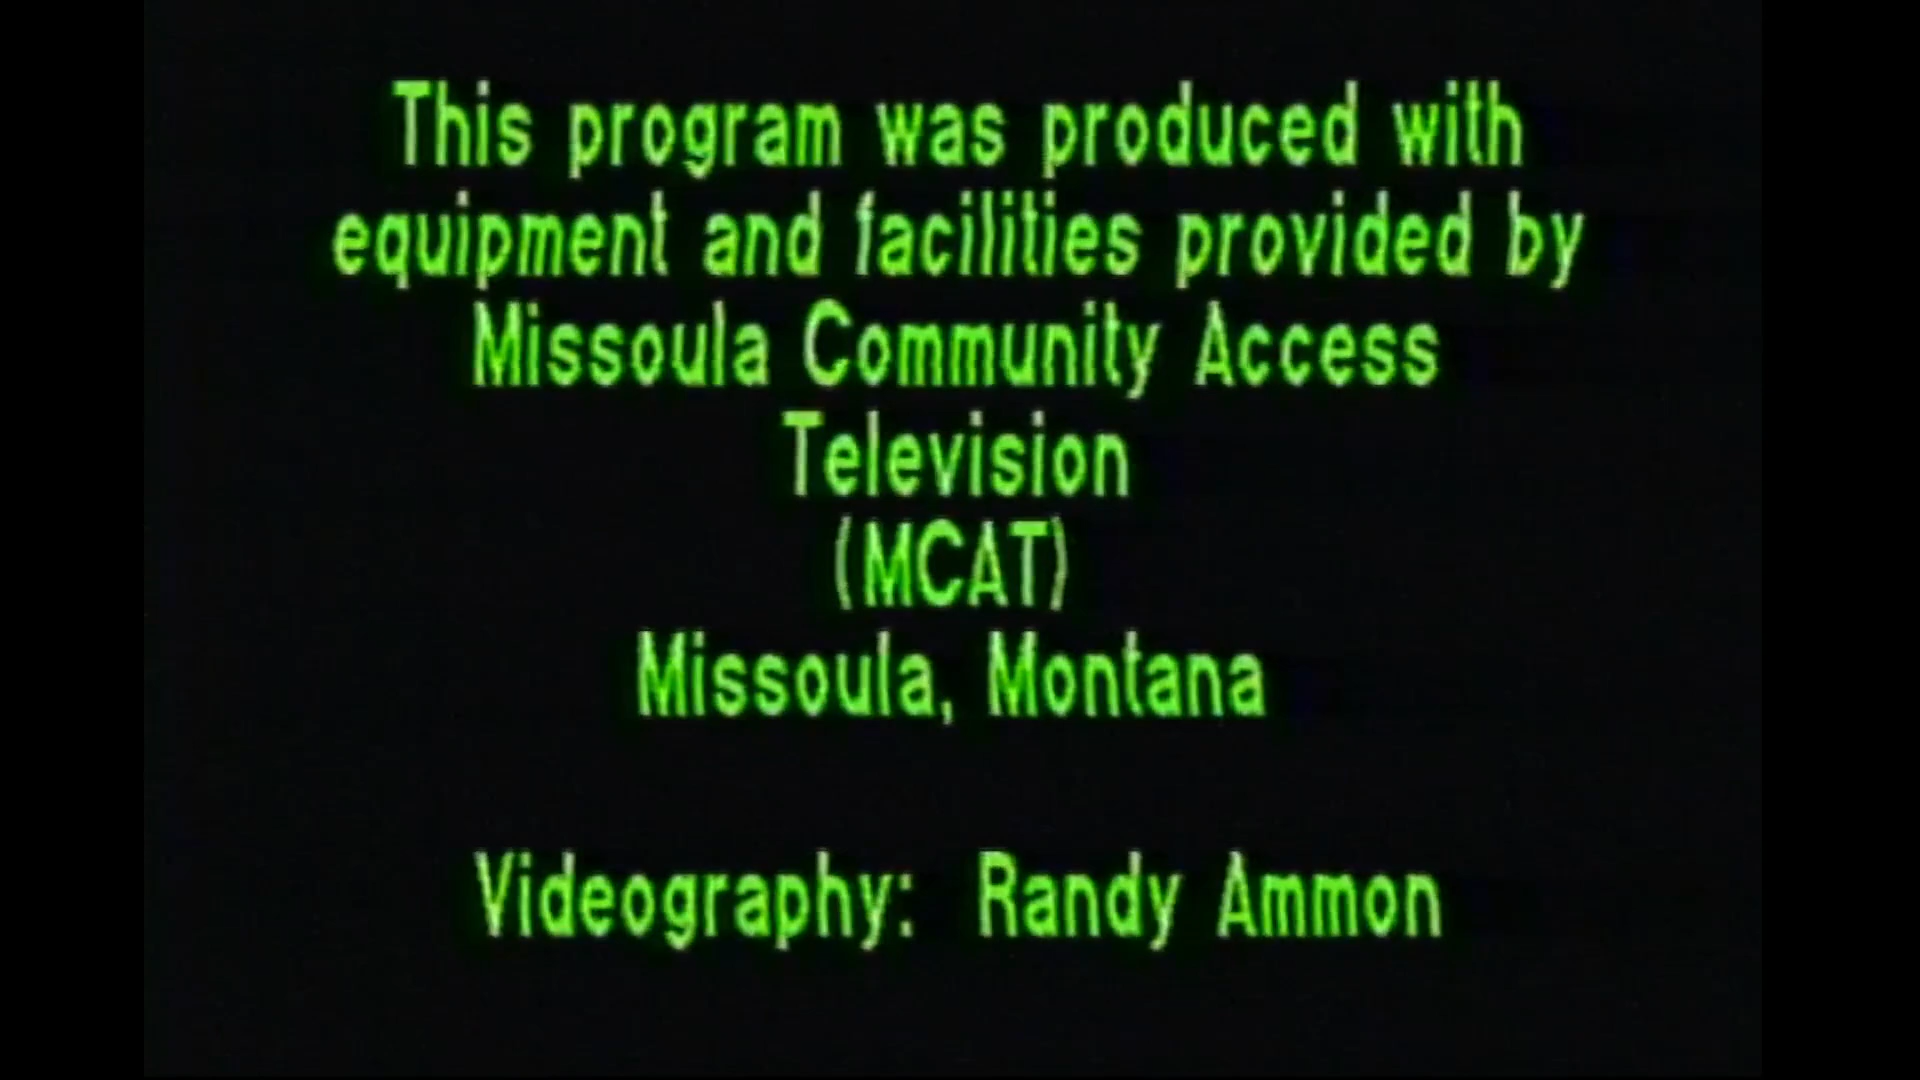 This program was produced with
equipment and facilities provided by
Missoula Community Access
Television
(MCAT)
Missoula, Montana
Videography: Randy Ammon